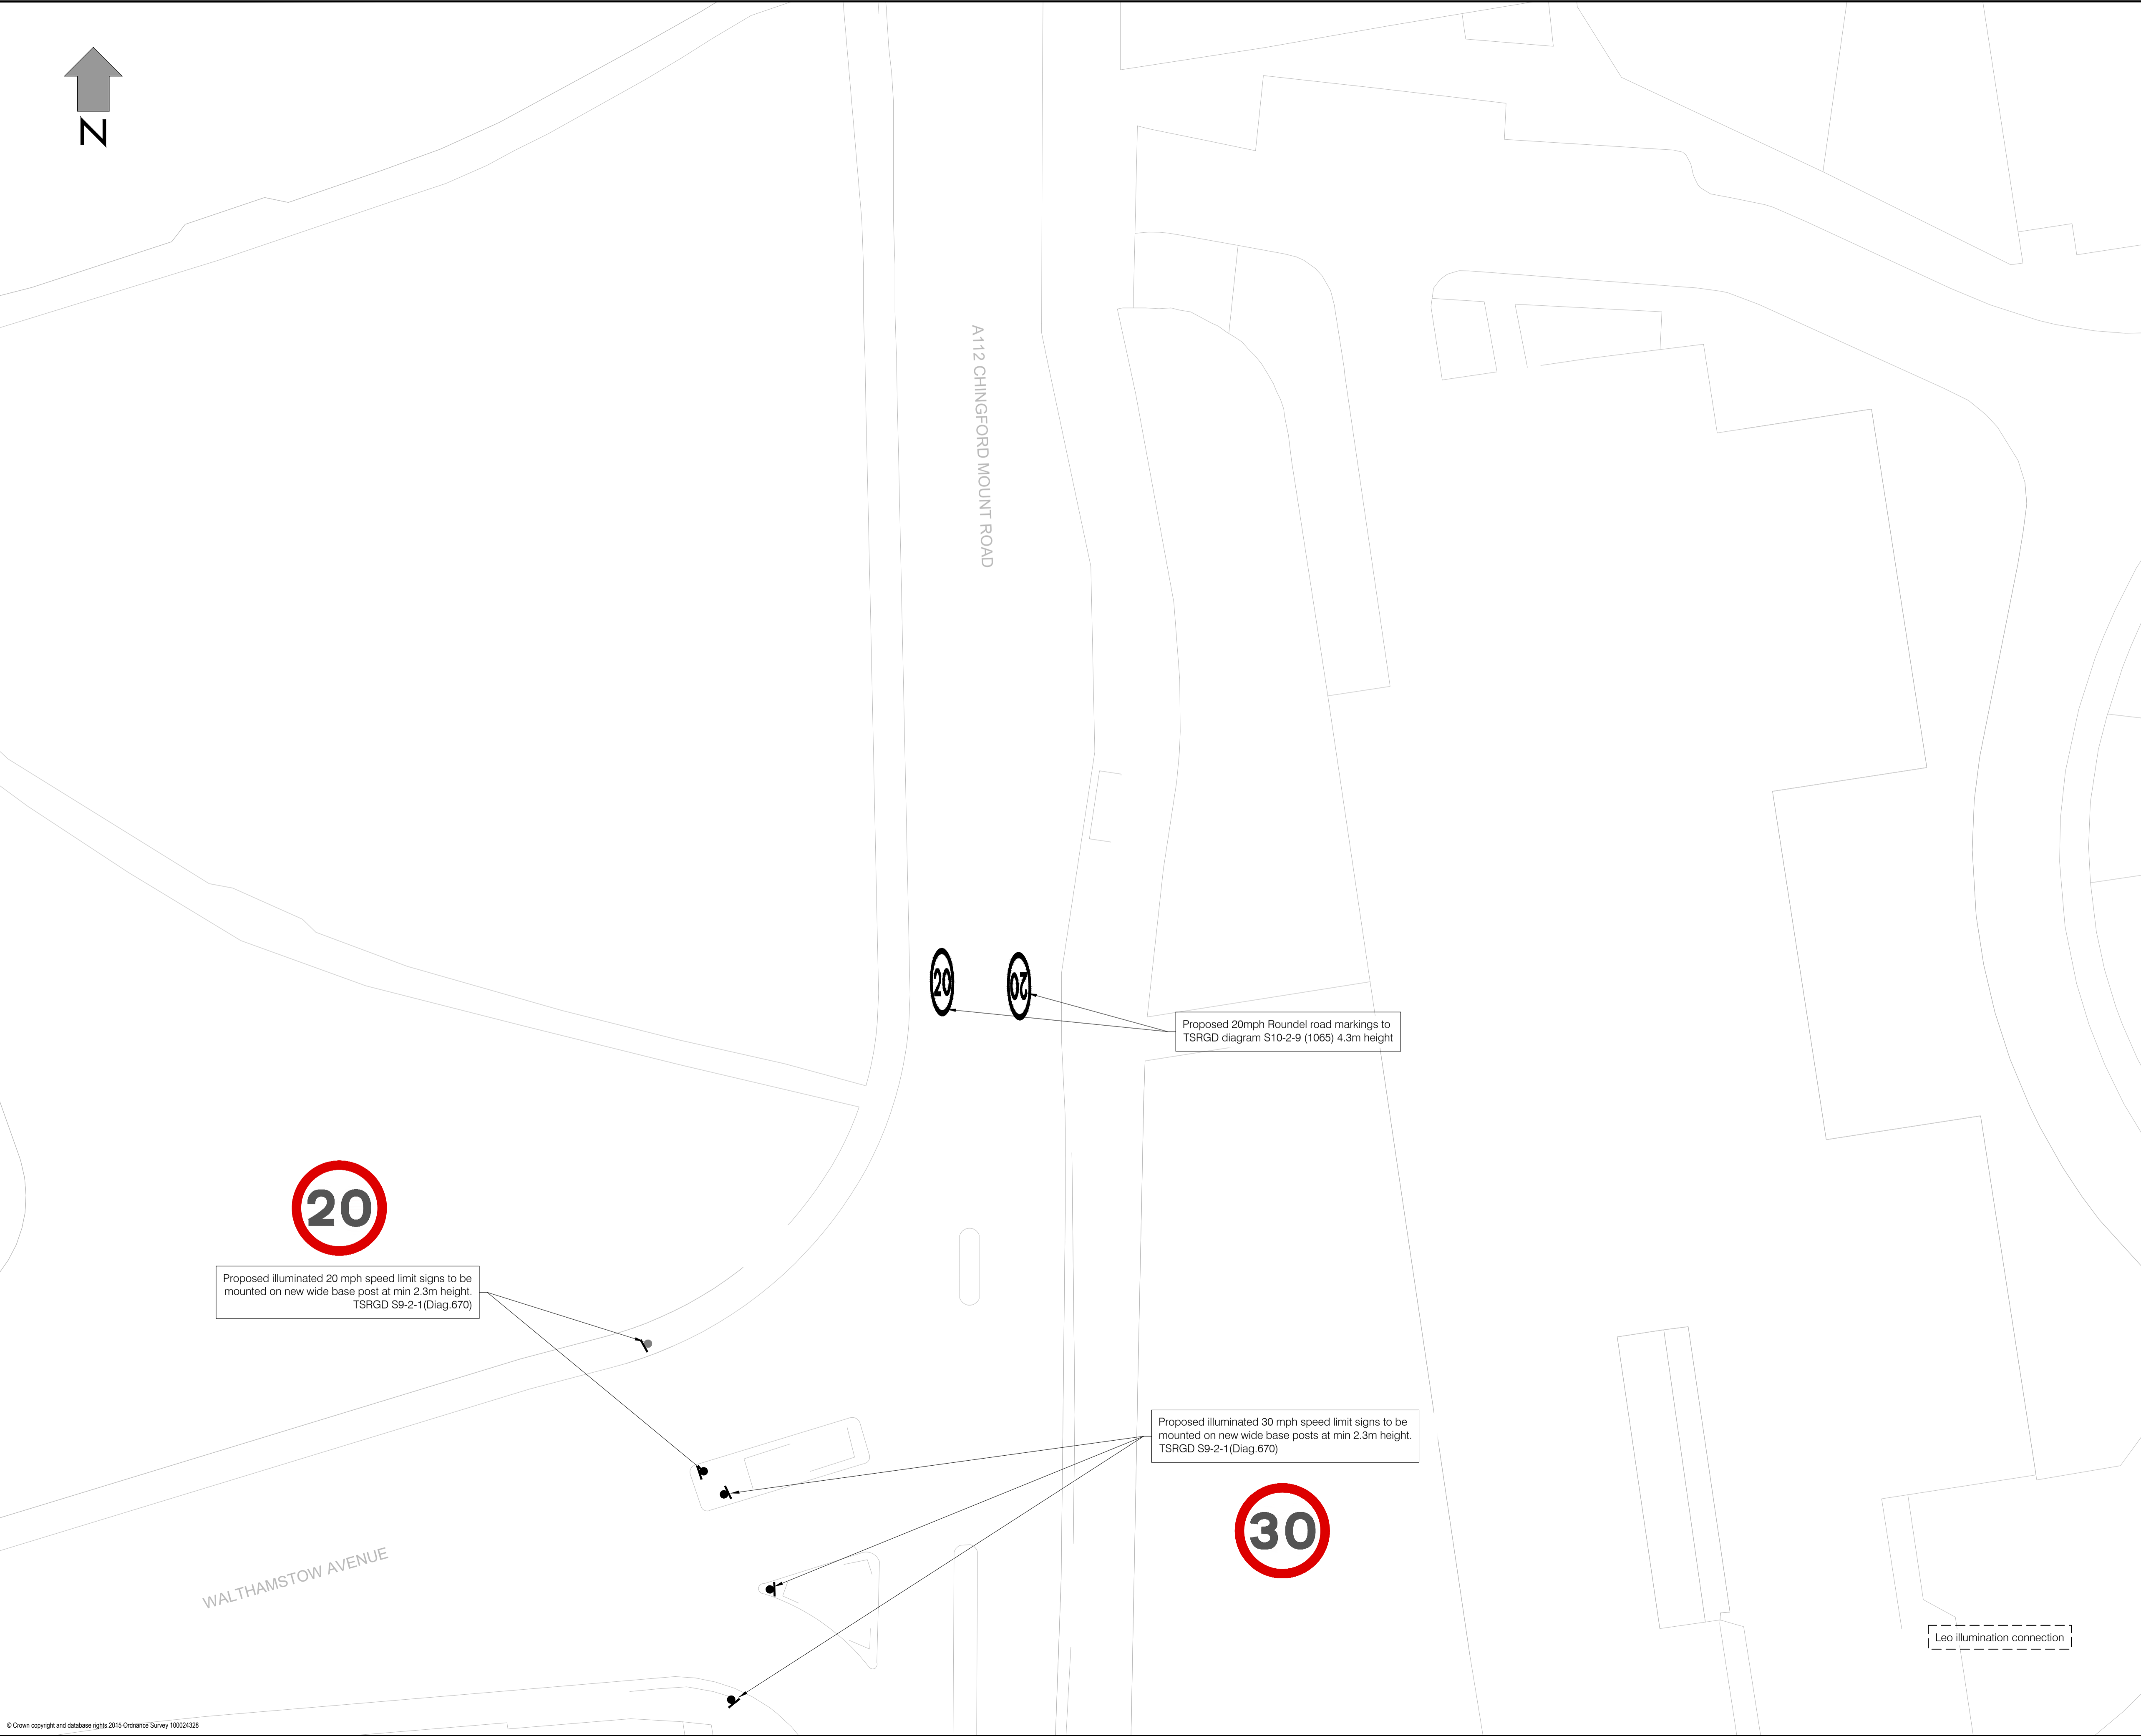 N
A112 CHINGFORD MOUNT ROAD
20
20
Proposed 20mph Roundel road markings to
TSRGD diagram S10-2-9 (1065) 4.3m height
20
Proposed illuminated 20 mph speed limit signs to be
mounted on new wide base post at min 2.3m height.
TSRGD S9-2-1(Diag.670)
Proposed illuminated 30 mph speed limit signs to be
mounted on new wide base posts at min 2.3m height.
TSRGD S9-2-1(Diag.670)
30
WALTHAMSTOW AVENUE
Leo illumination connection
© Crown copyright and database rights 2015 Ordnance Survey 100024328